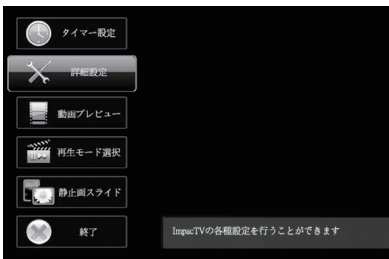 タイマー設定
詳細設定
動画プレビュー
再生モード選択
静止画スライド
終了
ImpacTVの各種設定を行うことができます